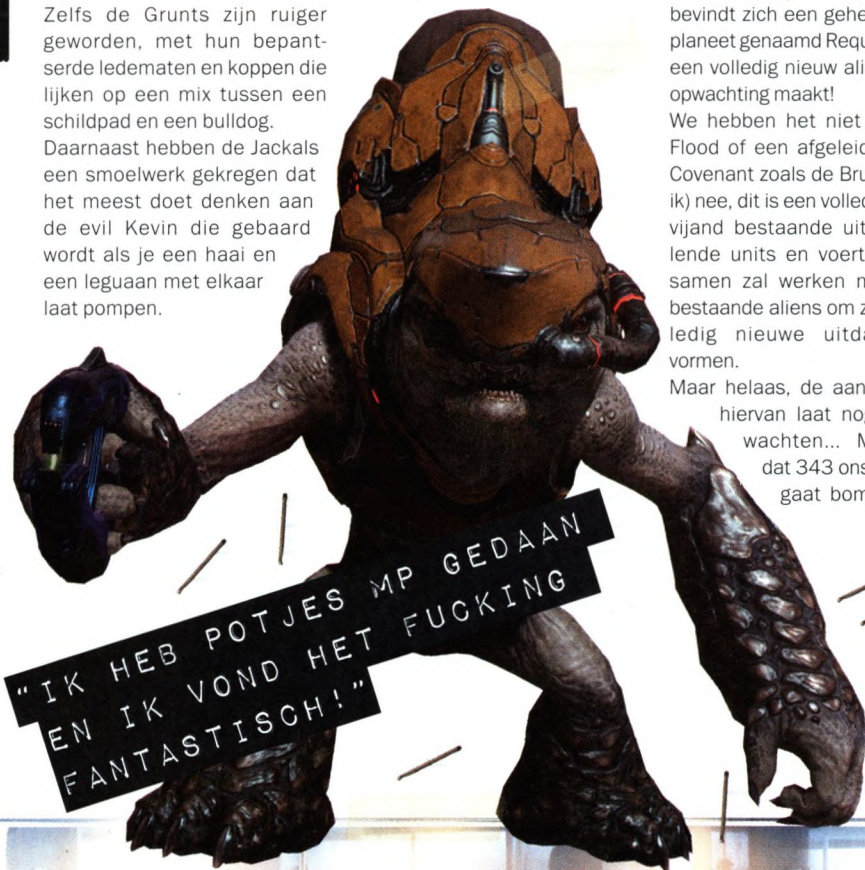 Zelfs de Grunts zijn ruiger
geworden, met hun bepant-
serde ledematen en koppen die
lijken op een mix tussen een
schildpad en een bulldog.
Daarnaast hebben de Jackals
een smoelwerk gekregen dat
het meest doet denken aan
de evil Kevin die gebaard
wordt als je een haai en
een leguaan met elkaar
laat pompen.
"IK HEB POTJES MP GEDAAN
EN IK VOND HET FUCKING
FANTASTISCH!"
bevindt zich een gehe
planeet genaamd Requ
een volledig nieuw ali
opwachting maakt!
We hebben het niet
Flood of een afgeleid
Covenant zoals de Bru
ik) nee, dit is een volled
vijand bestaande uit
lende units en voert
samen zal werken m
bestaande aliens om z
ledig nieuwe uitda
vormen.
Maar helaas, de aan
hiervan laat nog
wachten... M
dat 343 ons
gaat bom